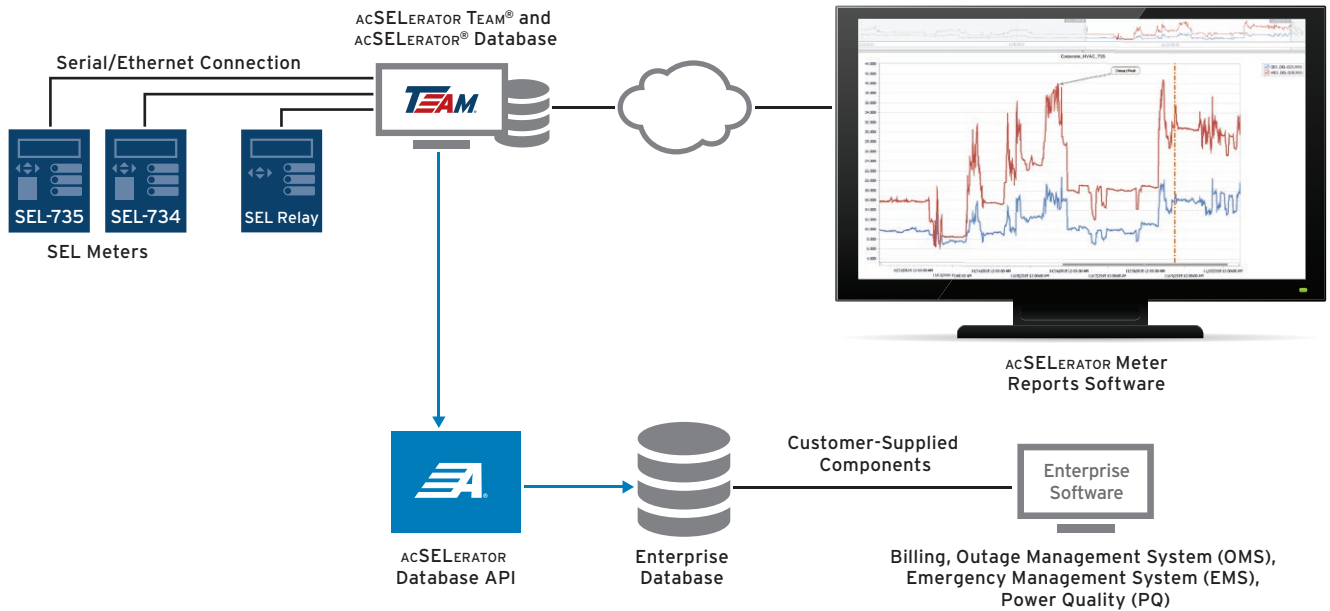 ACSELERATOR TEAM® and
ACSELERATOR® Database
Serial/Ethernet Connection
TEAM®
SEL-735
SEL-734
SEL Relay
SEL Meters
Corporate_HVAC_735
ACSELERATOR Meter
Reports Software
A®
ACSELERATOR
Database API
Enterprise
Database
Customer-Supplied
Components
Enterprise
Software
Billing, Outage Management System (OMS),
Emergency Management System (EMS),
Power Quality (PQ)